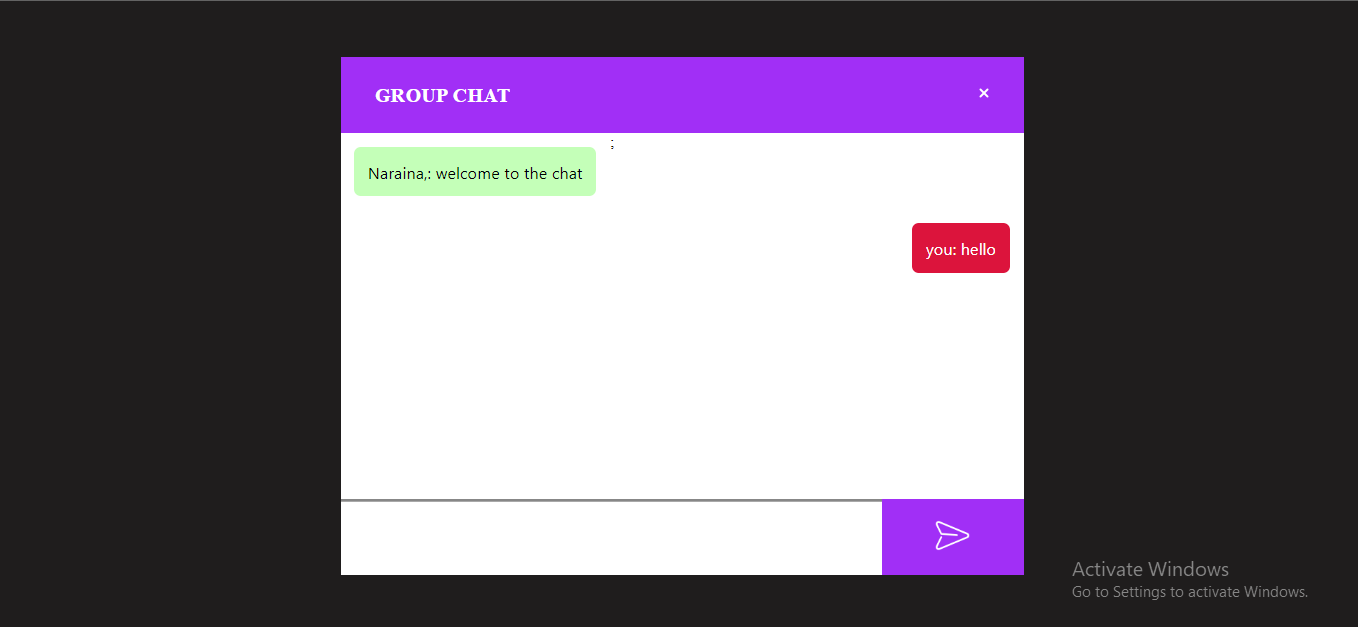 GROUP CHAT ×
;
Naraina,: welcome to the chat
you: hello
Activate Windows
Go to Settings to activate Windows.